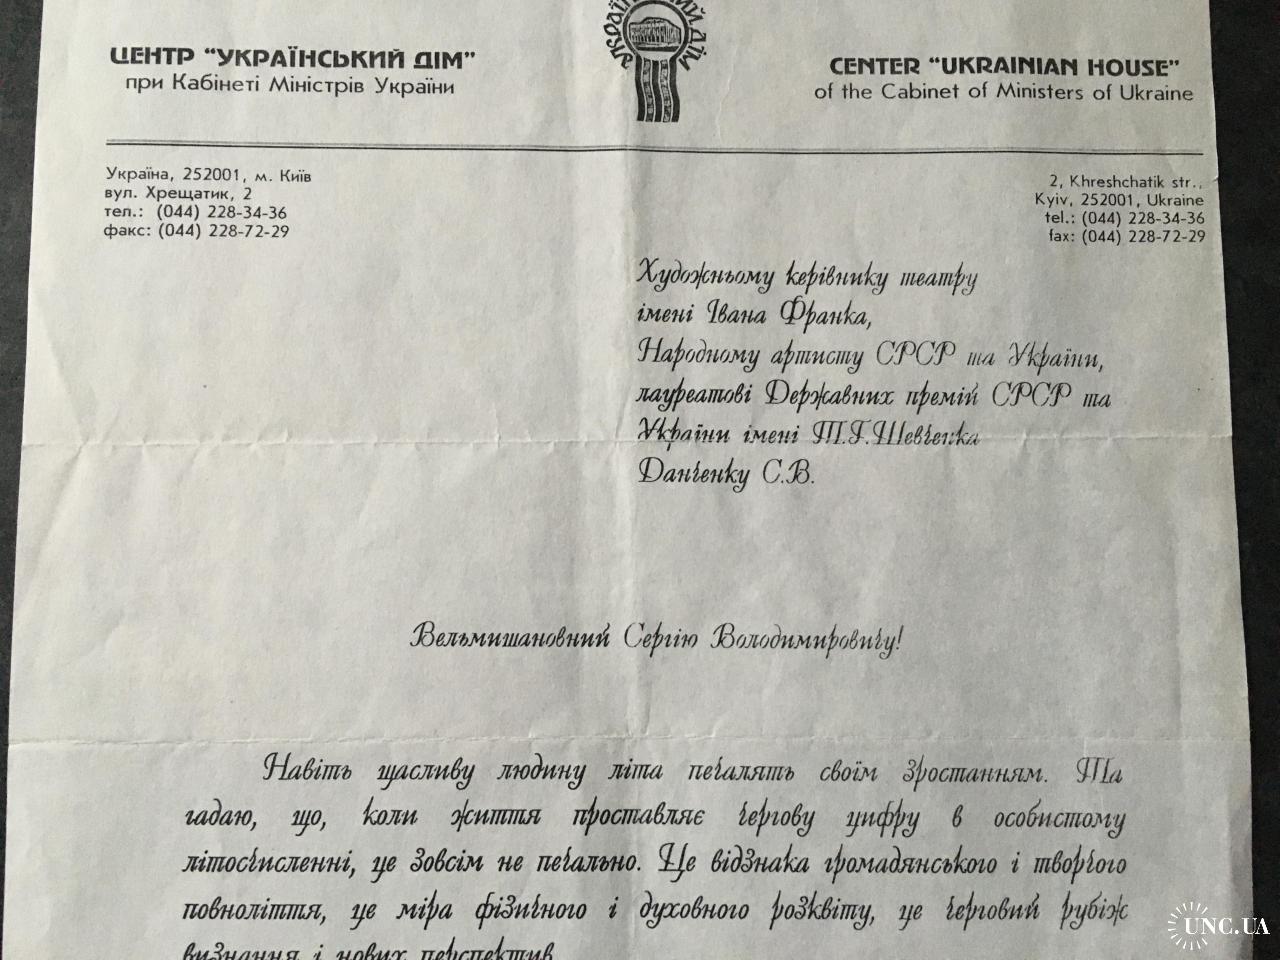 УКРАЇНСЬКИЙ ДІМ
ЦЕНТР "УКРАЇНСЬКИЙ ДІМ"
при Кабінеті Міністрів України
CENTER "UKRAINIAN HOUSE"
of the Cabinet of Ministers of Ukraine
Україна, 252001, м. Київ
вул. Хрещатик, 2
тел.: (044) 228-34-36
факс: (044) 228-72-29
2, Khreshchatik str.,
Kyiv, 252001, Ukraine
tel.: (044) 228-34-36
fax: (044) 228-72-29
Художньому керівнику театру
імені Івана Франка,
Народному артисту СРСР та України,
лауреатові Державних премій СРСР та
України імені Т.Г.Шевченка
Данченку С.В.
Вельмишановний Сергію Володимировичу!
Навіть щасливу людину літа печалять своїм зростанням. Та
гадаю, що, коли життя проставляє чергову цифру в особистому
літосчисленні, це зовсім не печально. Це відзнака громадянського і творчого
повноліття, це міра фізичного і духовного розквіту, це черговий рубіж
визнання і нових перспектив.
UNC.UA